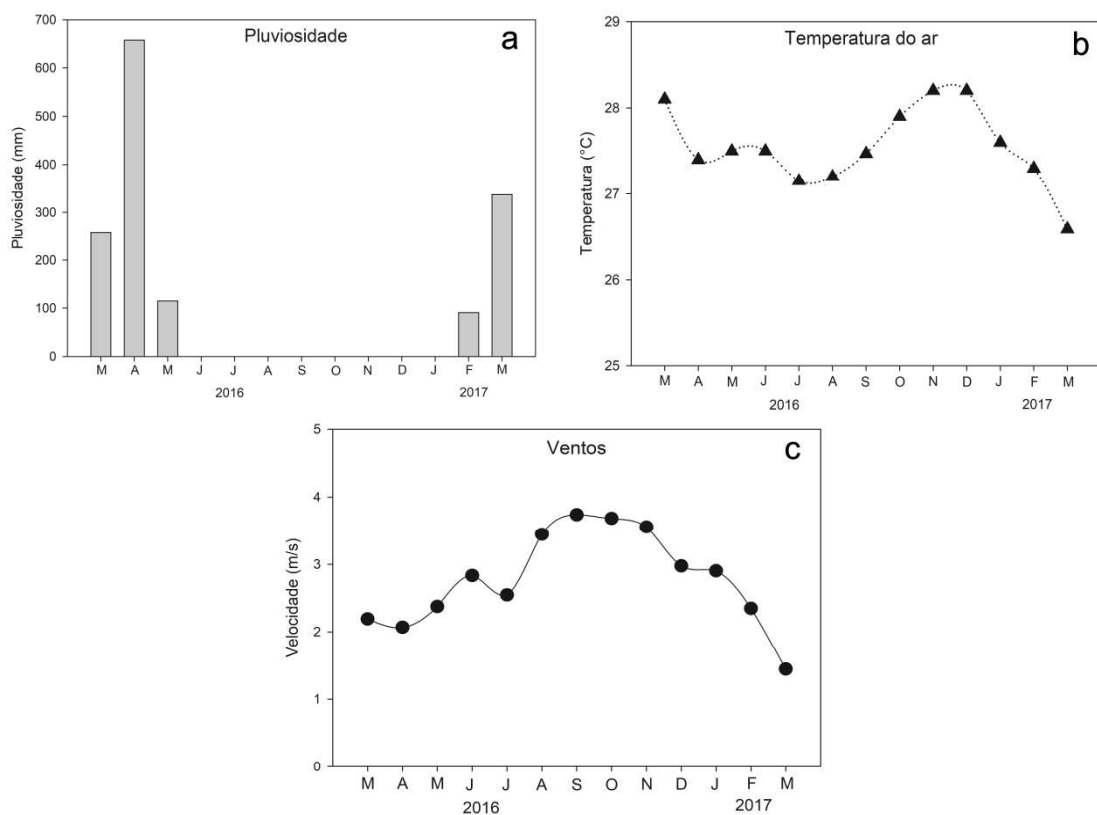 Pluviosidade
a
Pluviosidade (mm)
700
600
500
400
300
200
100
0
M A M J J A S O N D J F M
2016 2017
Temperatura do ar
b
Temperatura (°C)
29
28
27
26
25
M A M J J A S O N D J F M
2016 2017
Ventos
c
Velocidade (m/s)
5
4
3
2
1
0
M A M J J A S O N D J F M
2016 2017